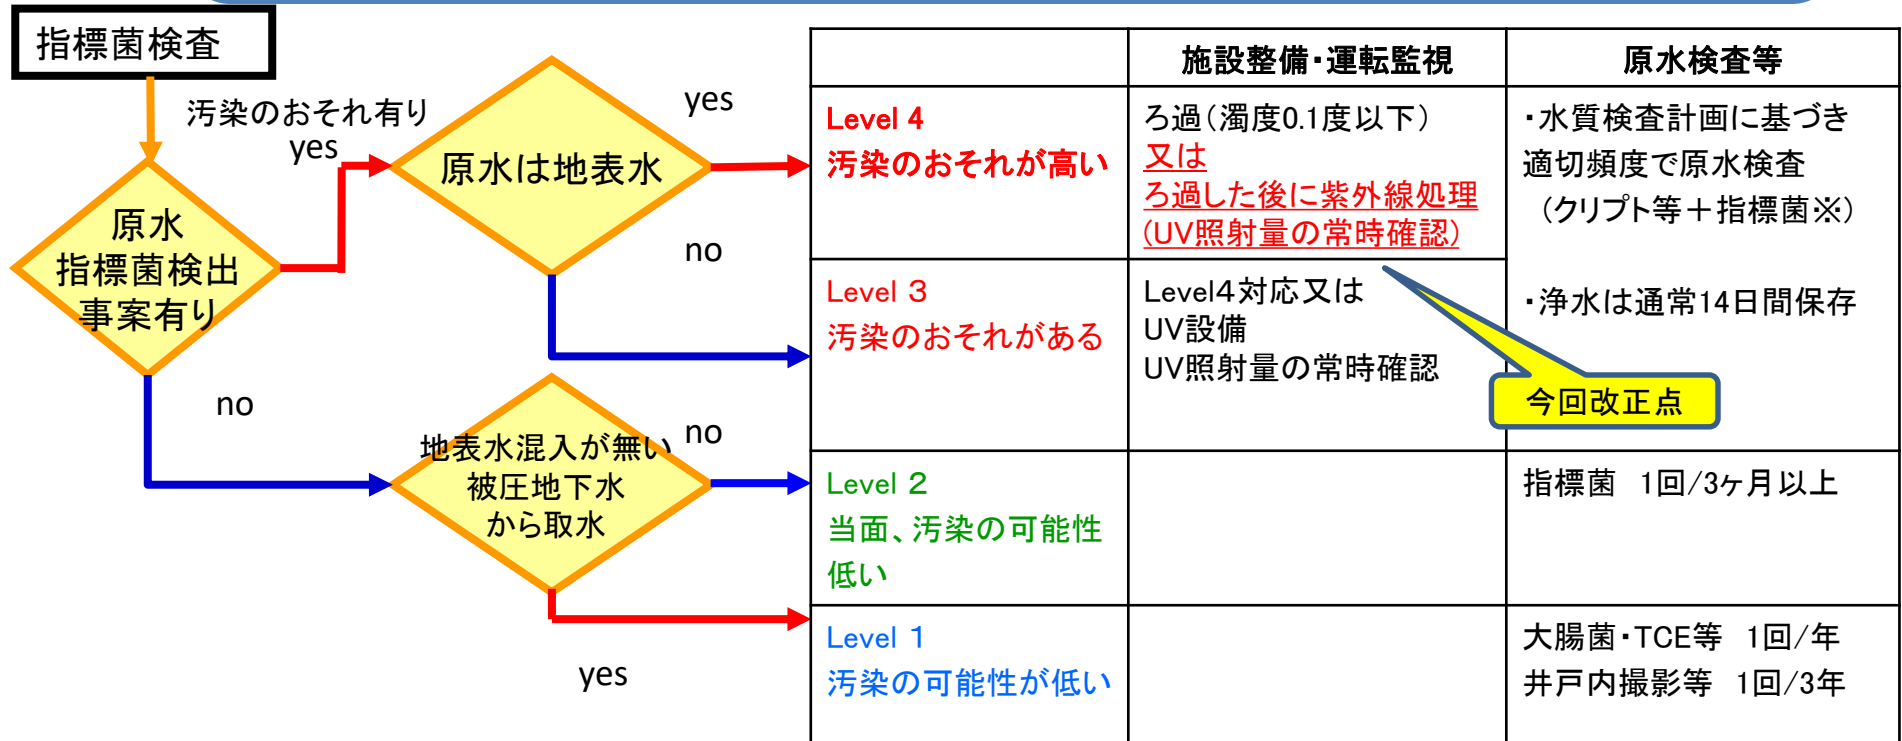 指標菌検査
汚染のおそれ有り
yes
原水
指標菌検出
事案有り
原水は地表水
yes
no
no
地表水混入が無い
被圧地下水
から取水
no
yes
施設整備・運転監視
原水検査等
Level 4
汚染のおそれが高い
ろ過（濁度0.1度以下）
又は
ろ過した後に紫外線処理
(UV照射量の常時確認)
・水質検査計画に基づき
適切頻度で原水検査
（クリプト等＋指標菌※）
・浄水は通常14日間保存
Level 3
汚染のおそれがある
Level4対応又は
UV設備
UV照射量の常時確認
今回改正点
Level 2
当面、汚染の可能性
低い
指標菌　1回/3ヶ月以上
Level 1
汚染の可能性が低い
大腸菌・TCE等　1回/年
井戸内撮影等　1回/3年